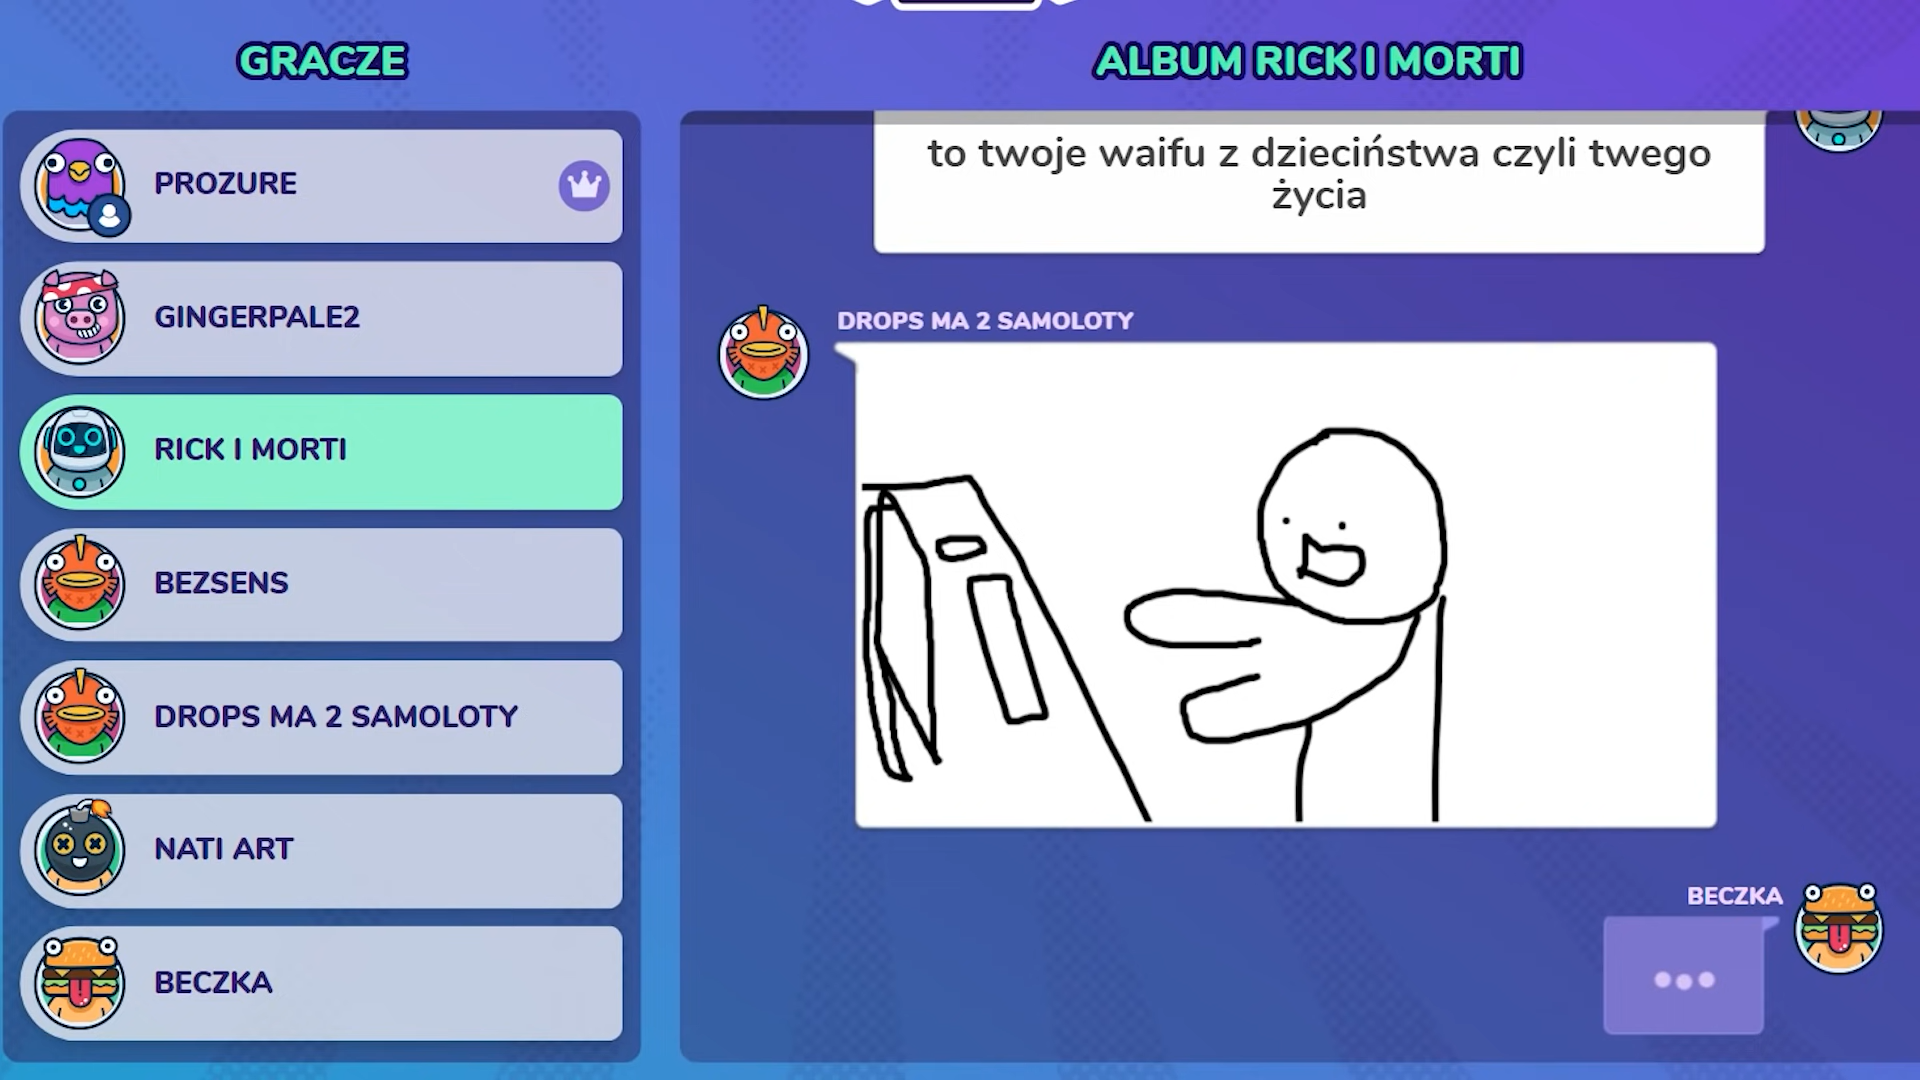 GRACZE
PROZURE
GINGERPALE2
RICK I MORTI
BEZSENS
DROPS MA 2 SAMOLOTY
NATI ART
BECZKA
ALBUM RICK I MORTI
to twoje waifu z dzieciństwa czyli twego
życia
DROPS MA 2 SAMOLOTY
BECZKA